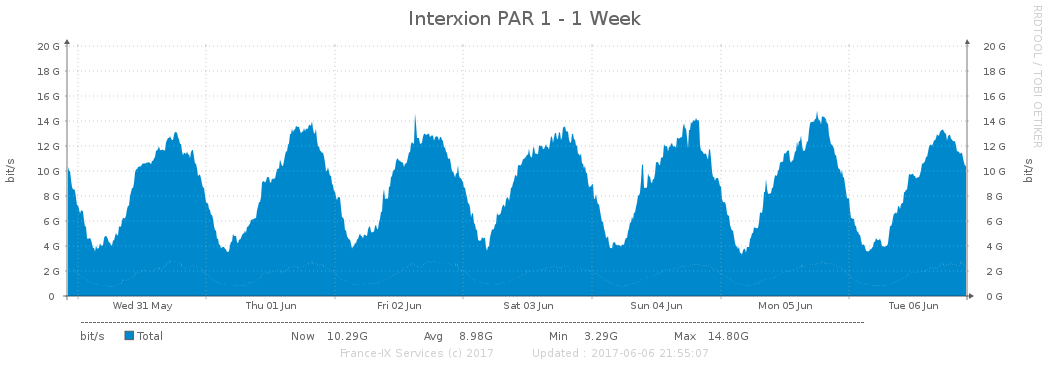 Interxion PAR 1 - 1 Week
RRDTOOL / TOBI OETIKER
20 G 20 G
18 G 18 G
16 G 16 G
14 G 14 G
12 G 12 G
10 G 10 G
8 G 8 G
6 G 6 G
4 G 4 G
2 G 2 G
0 0 G
bit/s
bit/s
Wed 31 May Thu 01 Jun Fri 02 Jun Sat 03 Jun Sun 04 Jun Mon 05 Jun Tue 06 Jun
bit/s Total Now 10.29G Avg 8.98G Min 3.29G Max 14.80G
France-IX Services (c) 2017 Updated : 2017-06-06 21:55:07